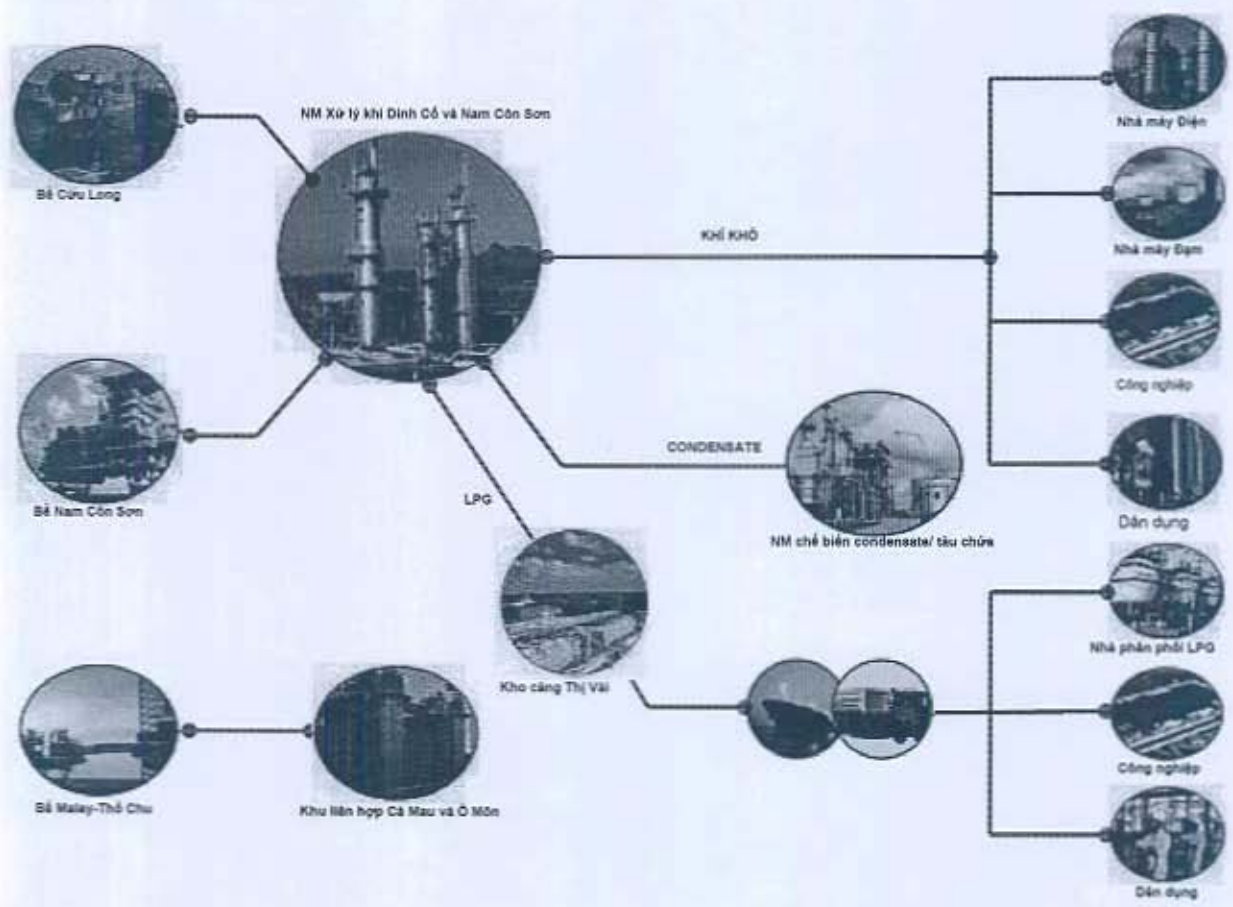 NM Xử lý khí Dinh Cố và Nam Côn Sơn
Bể Cửu Long
Bể Nam Côn Sơn
Bể Malay-Thổ Chu
Khu liên hợp Cà Mau và Ô Môn
KHÍ KHÔ
CONDENSATE
LPG
NM chế biến condensate/ tàu chứa
Kho cảng Thị Vải
Nhà máy Điện
Nhà máy Đạm
Công nghiệp
Dân dụng
Nhà phân phối LPG
Công nghiệp
Dân dụng